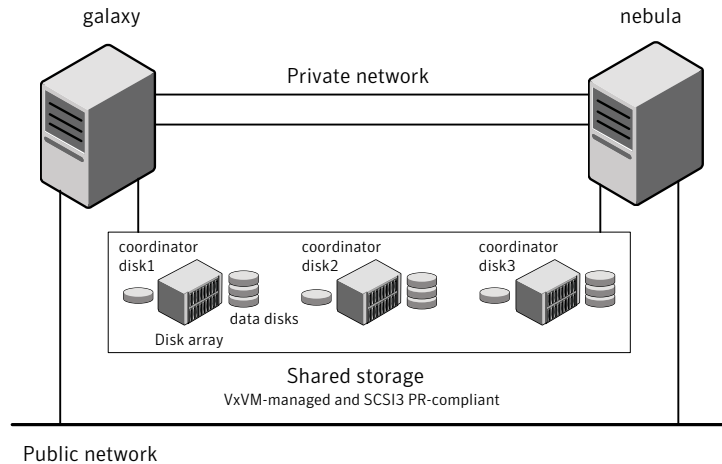 galaxy
nebula
Private network
coordinator
disk1
coordinator
disk2
coordinator
disk3
data disks
Disk array
Shared storage
VxVM-managed and SCSI3 PR-compliant
Public network